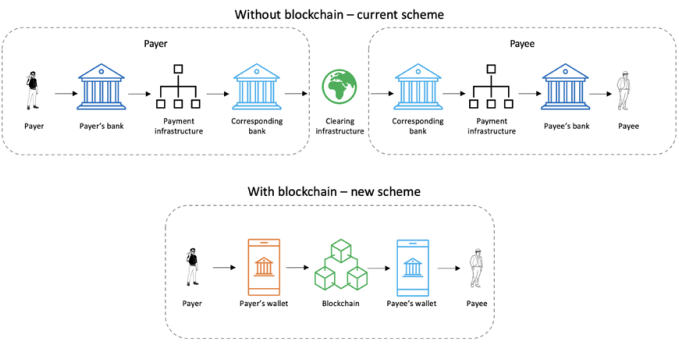 Without blockchain – current scheme
Payer
Payee
Payer
Payer's bank
Payment
infrastructure
Corresponding
bank
Clearing
infrastructure
Corresponding
bank
Payment
infrastructure
Payee's bank
Payee
With blockchain – new scheme
Payer
Payer's wallet
Blockchain
Payee's wallet
Payee